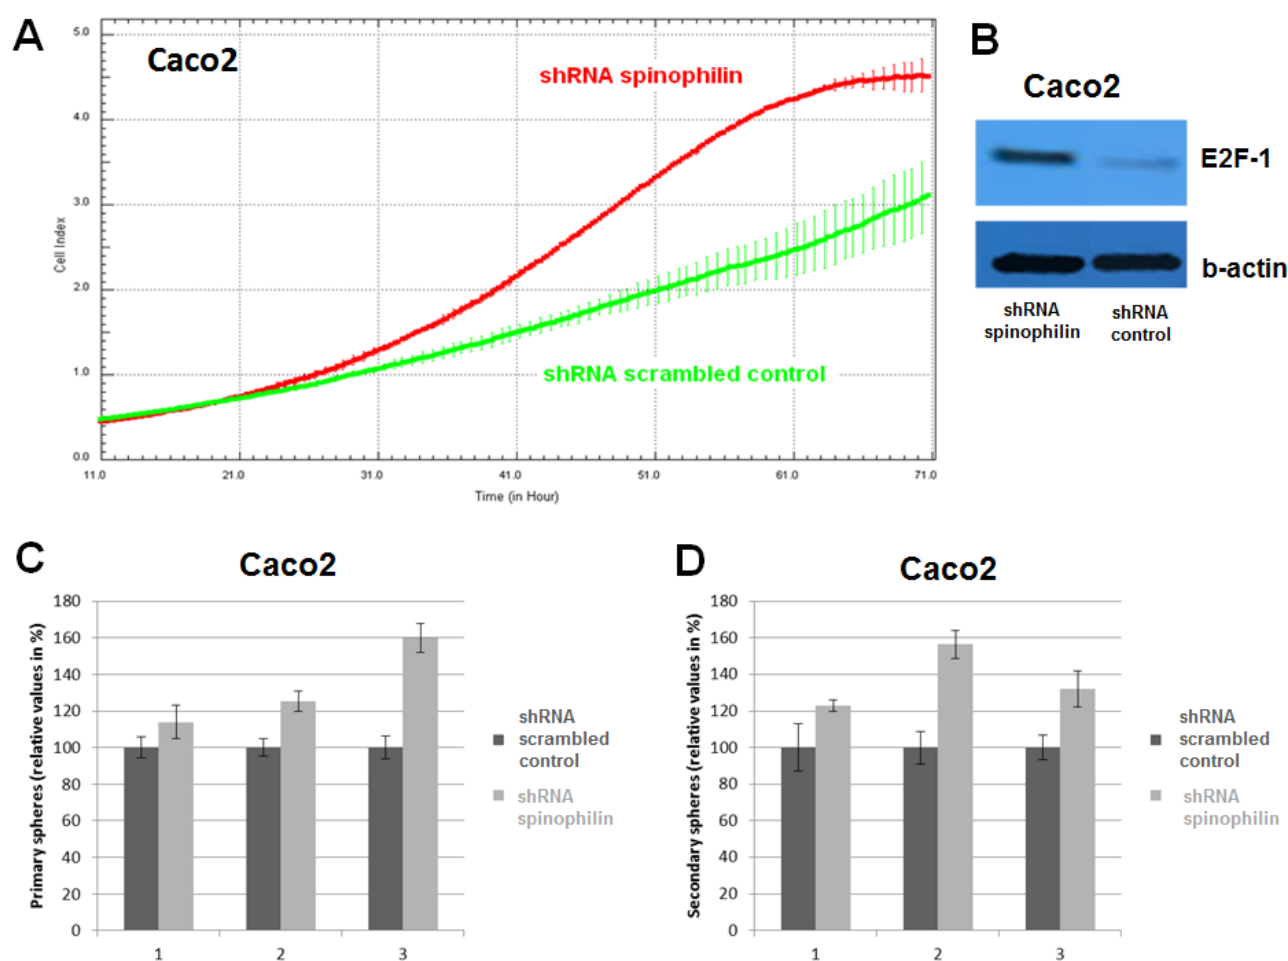 A
Caco2
shRNA spinophilin
shRNA scrambled control
5.0
4.0
3.0
2.0
1.0
0.0
Cell Index
11.0 21.0 31.0 41.0 51.0 61.0 71.0
Time (in Hour)
B
Caco2
E2F-1
b-actin
shRNA
spinophilin
shRNA
control
C
Caco2
Primary spheres (relative values in %)
180
160
140
120
100
80
60
40
20
0
1 2 3
shRNA
scrambled
control
shRNA
spinophilin
D
Caco2
Secondary spheres (relative values in %)
180
160
140
120
100
80
60
40
20
0
1 2 3
shRNA
scrambled
control
shRNA
spinophilin